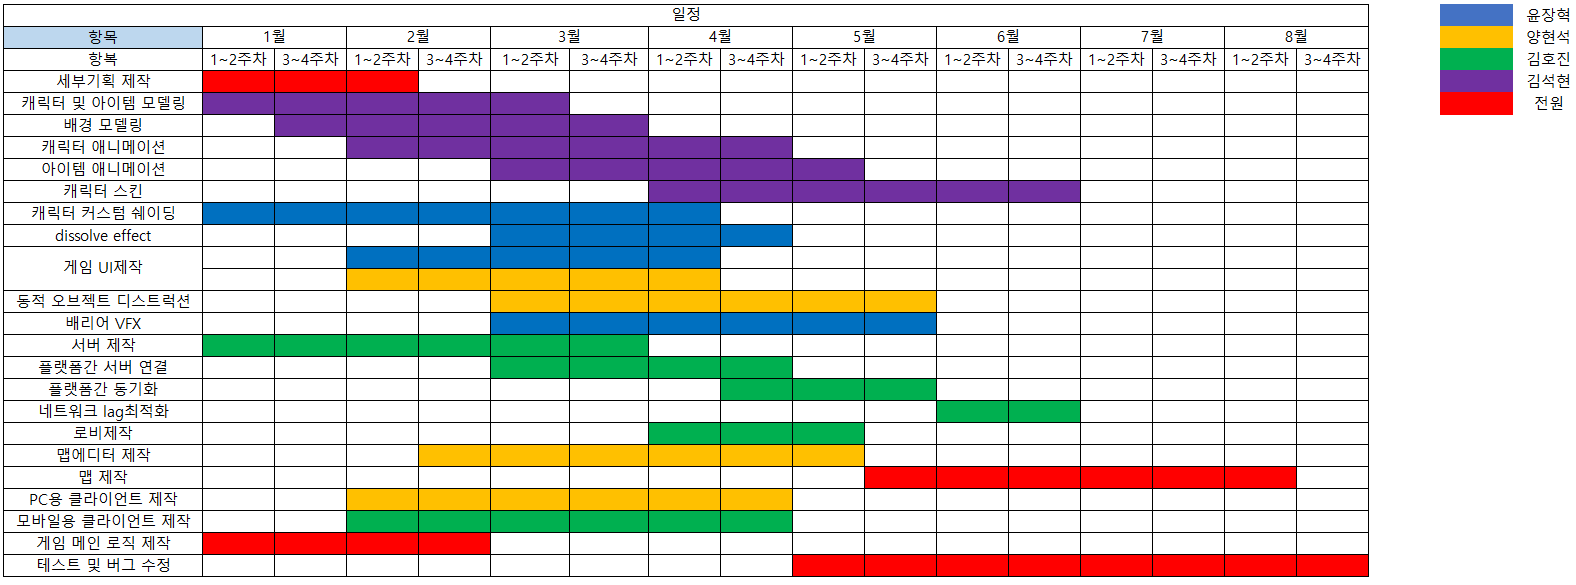 일정
항목 1월 2월 3월 4월 5월 6월 7월 8월
항목 1~2주차 3~4주차 1~2주차 3~4주차 1~2주차 3~4주차 1~2주차 3~4주차 1~2주차 3~4주차 1~2주차 3~4주차 1~2주차 3~4주차 1~2주차 3~4주차
세부기획 제작
캐릭터 및 아이템 모델링
배경 모델링
캐릭터 애니메이션
아이템 애니메이션
캐릭터 스킨
캐릭터 커스텀 쉐이딩
dissolve effect
게임 UI제작
동적 오브젝트 디스트럭션
배리어 VFX
서버 제작
플랫폼간 서버 연결
플랫폼간 동기화
네트워크 lag최적화
로비제작
맵에디터 제작
맵 제작
PC용 클라이언트 제작
모바일용 클라이언트 제작
게임 메인 로직 제작
테스트 및 버그 수정
윤장혁
양현석
김호진
김석현
전원